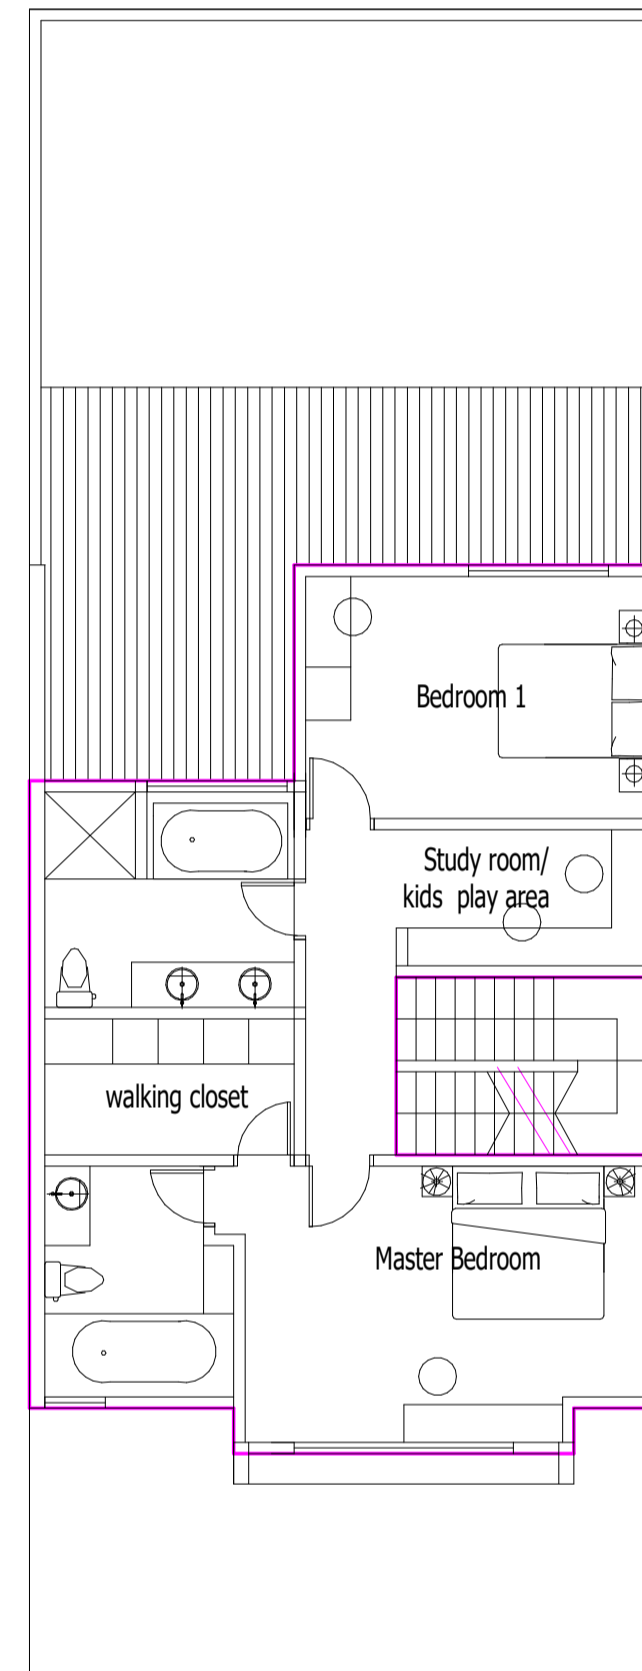 Bedroom 1
Study room/
kids play area
walking closet
Master Bedroom